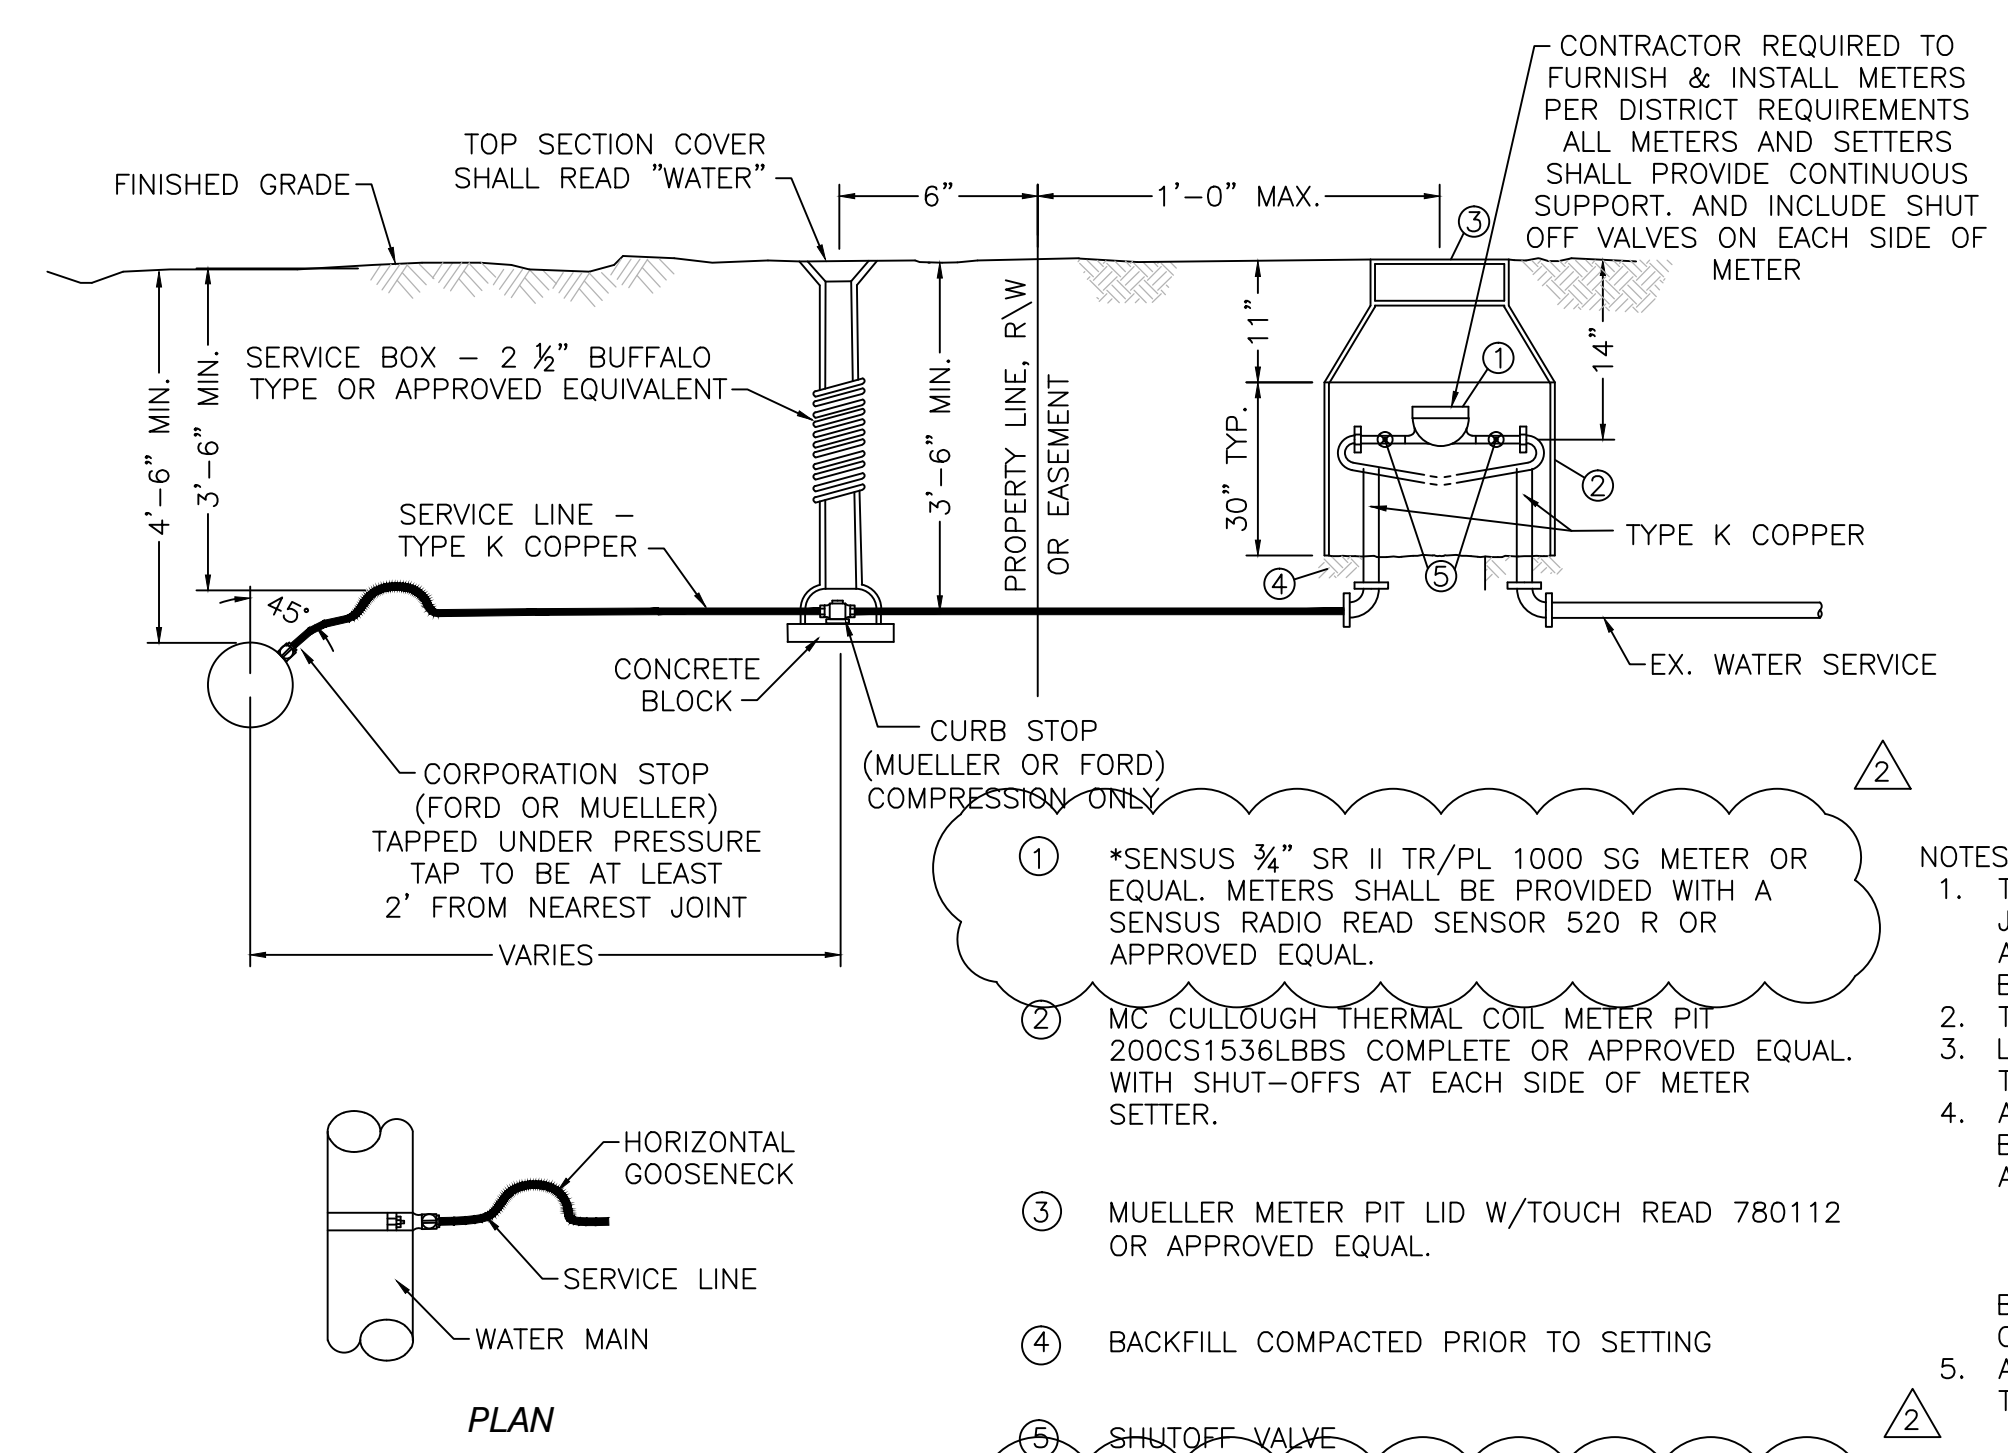 CONTRACTOR REQUIRED TO
FURNISH & INSTALL METERS
PER DISTRICT REQUIREMENTS
ALL METERS AND SETTERS
SHALL PROVIDE CONTINUOUS
SUPPORT. AND INCLUDE SHUT
OFF VALVES ON EACH SIDE OF
METER
TOP SECTION COVER
SHALL READ "WATER"
FINISHED GRADE
6"
1'-0" MAX.
3
4'-6" MIN.
3'-6" MIN.
SERVICE BOX - 2 ½" BUFFALO
TYPE OR APPROVED EQUIVALENT
3'-6" MIN.
PROPERTY LINE, R\W
OR EASEMENT
11"
30" TYP.
1
14"
2
SERVICE LINE -
TYPE K COPPER
TYPE K COPPER
4
5
45°
CONCRETE
BLOCK
EX. WATER SERVICE
CURB STOP
(MUELLER OR FORD)
COMPRESSION ONLY
CORPORATION STOP
(FORD OR MUELLER)
TAPPED UNDER PRESSURE
TAP TO BE AT LEAST
2' FROM NEAREST JOINT
VARIES
2
1 *SENSUS ¾" SR II TR/PL 1000 SG METER OR
EQUAL. METERS SHALL BE PROVIDED WITH A
SENSUS RADIO READ SENSOR 520 R OR
APPROVED EQUAL.
2 MC CULLOUGH THERMAL COIL METER PIT
200CS1536LBBS COMPLETE OR APPROVED EQUAL.
WITH SHUT-OFFS AT EACH SIDE OF METER
SETTER.
3 MUELLER METER PIT LID W/TOUCH READ 780112
OR APPROVED EQUAL.
4 BACKFILL COMPACTED PRIOR TO SETTING
5 SHUTOFF VALVE
2
HORIZONTAL
GOOSENECK
SERVICE LINE
WATER MAIN
PLAN
NOTES
1.
2.
3.
4.
5.